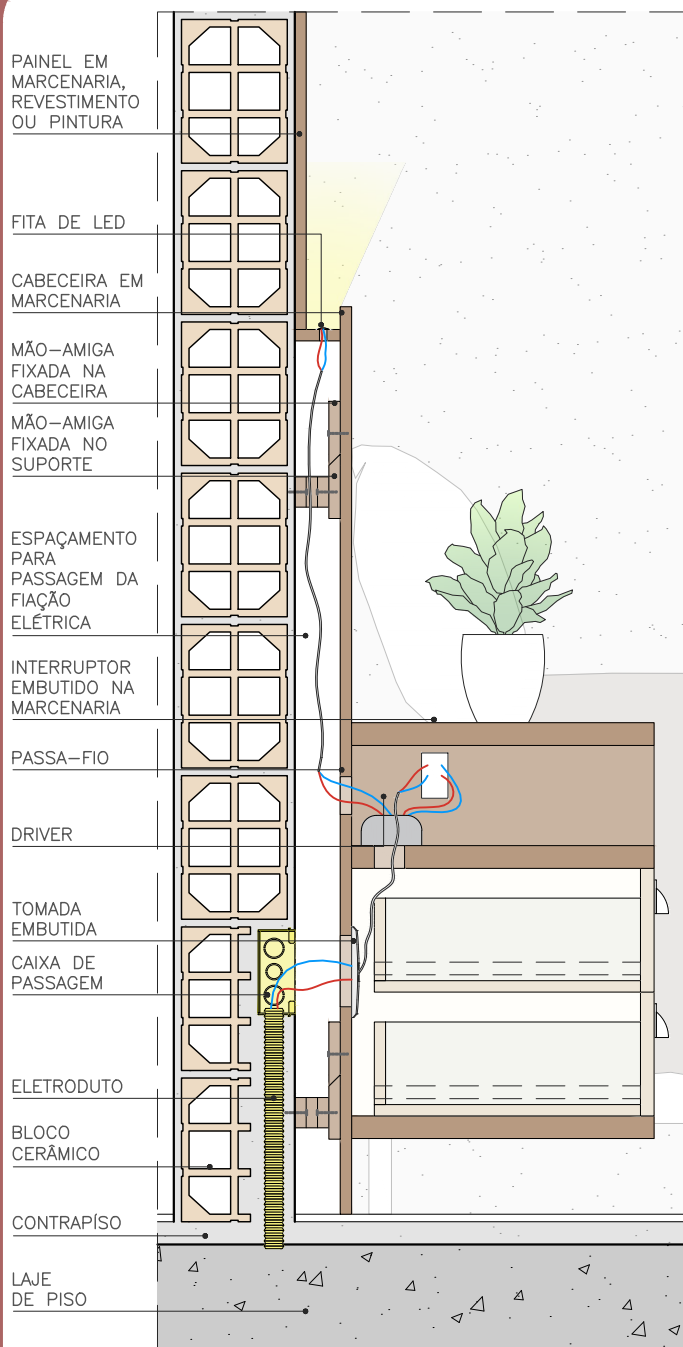 PAINEL EM
MARCENARIA,
REVESTIMENTO
OU PINTURA
FITA DE LED
CABECEIRA EM
MARCENARIA
MÃO-AMIGA
FIXADA NA
CABECEIRA
MÃO-AMIGA
FIXADA NO
SUPORTE
ESPAÇAMENTO
PARA
PASSAGEM DA
FIAÇÃO
ELÉTRICA
INTERRUPTOR
EMBUTIDO NA
MARCENARIA
PASSA-FIO
DRIVER
TOMADA
EMBUTIDA
CAIXA DE
PASSAGEM
ELETRODUTO
BLOCO
CERÂMICO
CONTRAPÍSO
LAJE
DE PISO